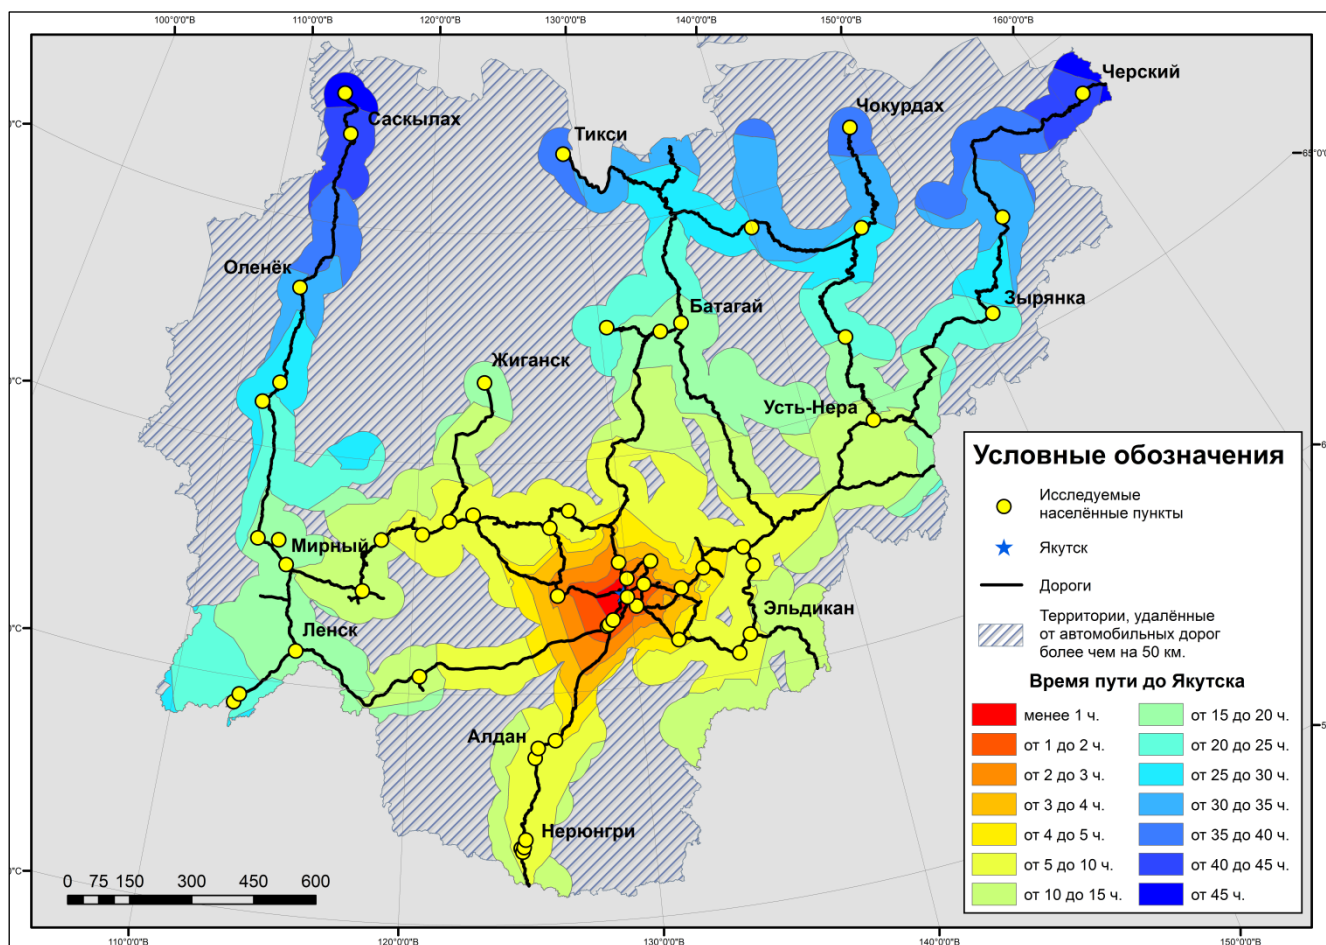 100°0'0"В
110°0'0"В
120°0'0"В
130°0'0"В
140°0'0"В
150°0'0"В
160°0'0"В
Черский
Саскылах
Чокурдах
Тикси
Оленёк
Батагай
Зырянка
Жиганск
Усть-Нера
Мирный
Эльдикан
Ленск
Алдан
Нерюнгри
Условные обозначения
Исследуемые
населённые пункты
Якутск
Дороги
Территории, удалённые
от автомобильных дорог
более чем на 50 км.
Время пути до Якутска
менее 1 ч.
от 15 до 20 ч.
от 1 до 2 ч.
от 20 до 25 ч.
от 2 до 3 ч.
от 25 до 30 ч.
от 3 до 4 ч.
от 30 до 35 ч.
от 4 до 5 ч.
от 35 до 40 ч.
от 5 до 10 ч.
от 40 до 45 ч.
от 10 до 15 ч.
от 45 ч.
0 75 150 300 450 600
110°0'0"В
120°0'0"В
130°0'0"В
140°0'0"В
150°0'0"В